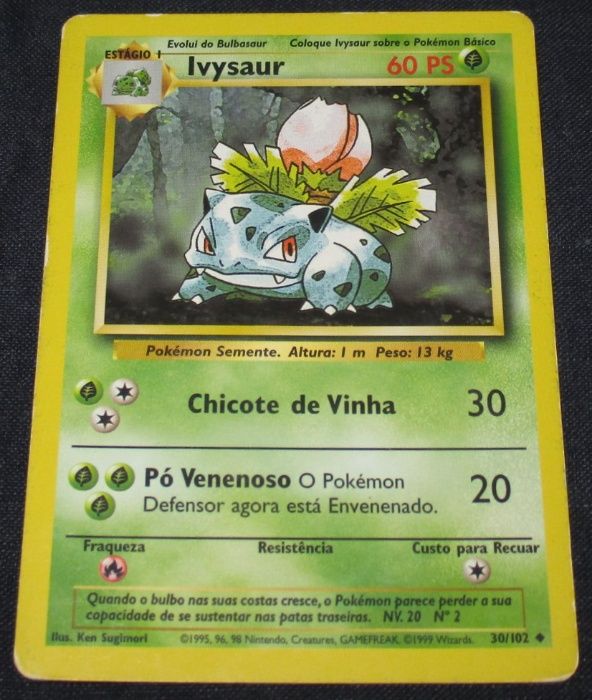 Evolui do Bulbasaur Coloque Ivysaur sobre o Pokémon Básico
ESTÁGIO 1
Ivysaur 60 PS
Pokémon Semente. Altura: 1 m Peso: 13 kg
Chicote de Vinha 30
Pó Venenoso O Pokémon
Defensor agora está Envenenado. 20
Fraqueza Resistência Custo para Recuar
Quando o bulbo nas suas costas cresce, o Pokémon parece perder a sua
capacidade de se sustentar nas patas traseiras. NV. 20 Nº 2
Ilus. Ken Sugimori ©1995, 96, 98 Nintendo, Creatures, GAMEFREAK. ©1999 Wizards. 30/102